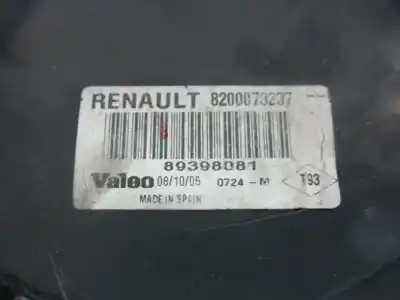 RENAULT 8200073237
89398081
Valeo 08/10/05 0724-M T93
MADE IN SPAIN